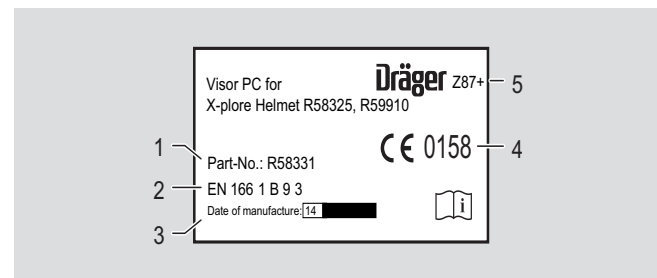 Visor PC for Dräger Z87+ 5
X-plore Helmet R58325, R59910
1 Part-No.: R58331 CE 0158 4
2 EN 166 1 B 9 3
3 Date of manufacture: 14 i